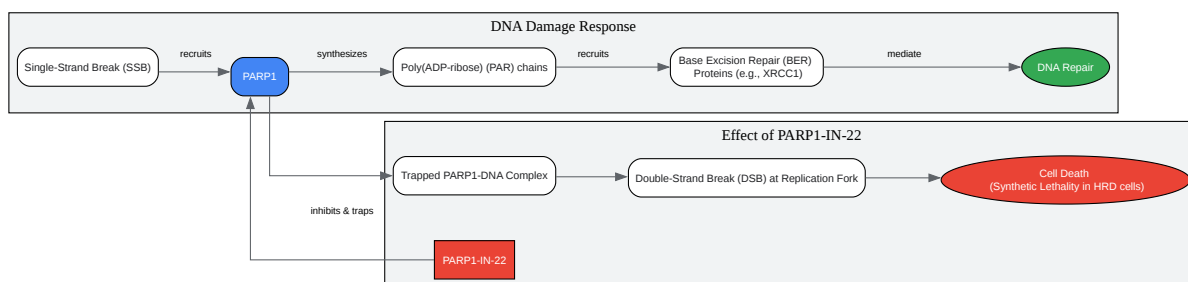 DNA Damage Response
recruits
synthesizes
recruits
mediate
Single-Strand Break (SSB)
PARP1
Poly(ADP-ribose) (PAR) chains
Base Excision Repair (BER)
Proteins (e.g., XRCC1)
DNA Repair
Effect of PARP1-IN-22
Trapped PARP1-DNA Complex
Double-Strand Break (DSB) at Replication Fork
Cell Death
(Synthetic Lethality in HRD cells)
inhibits & traps
PARP1-IN-22